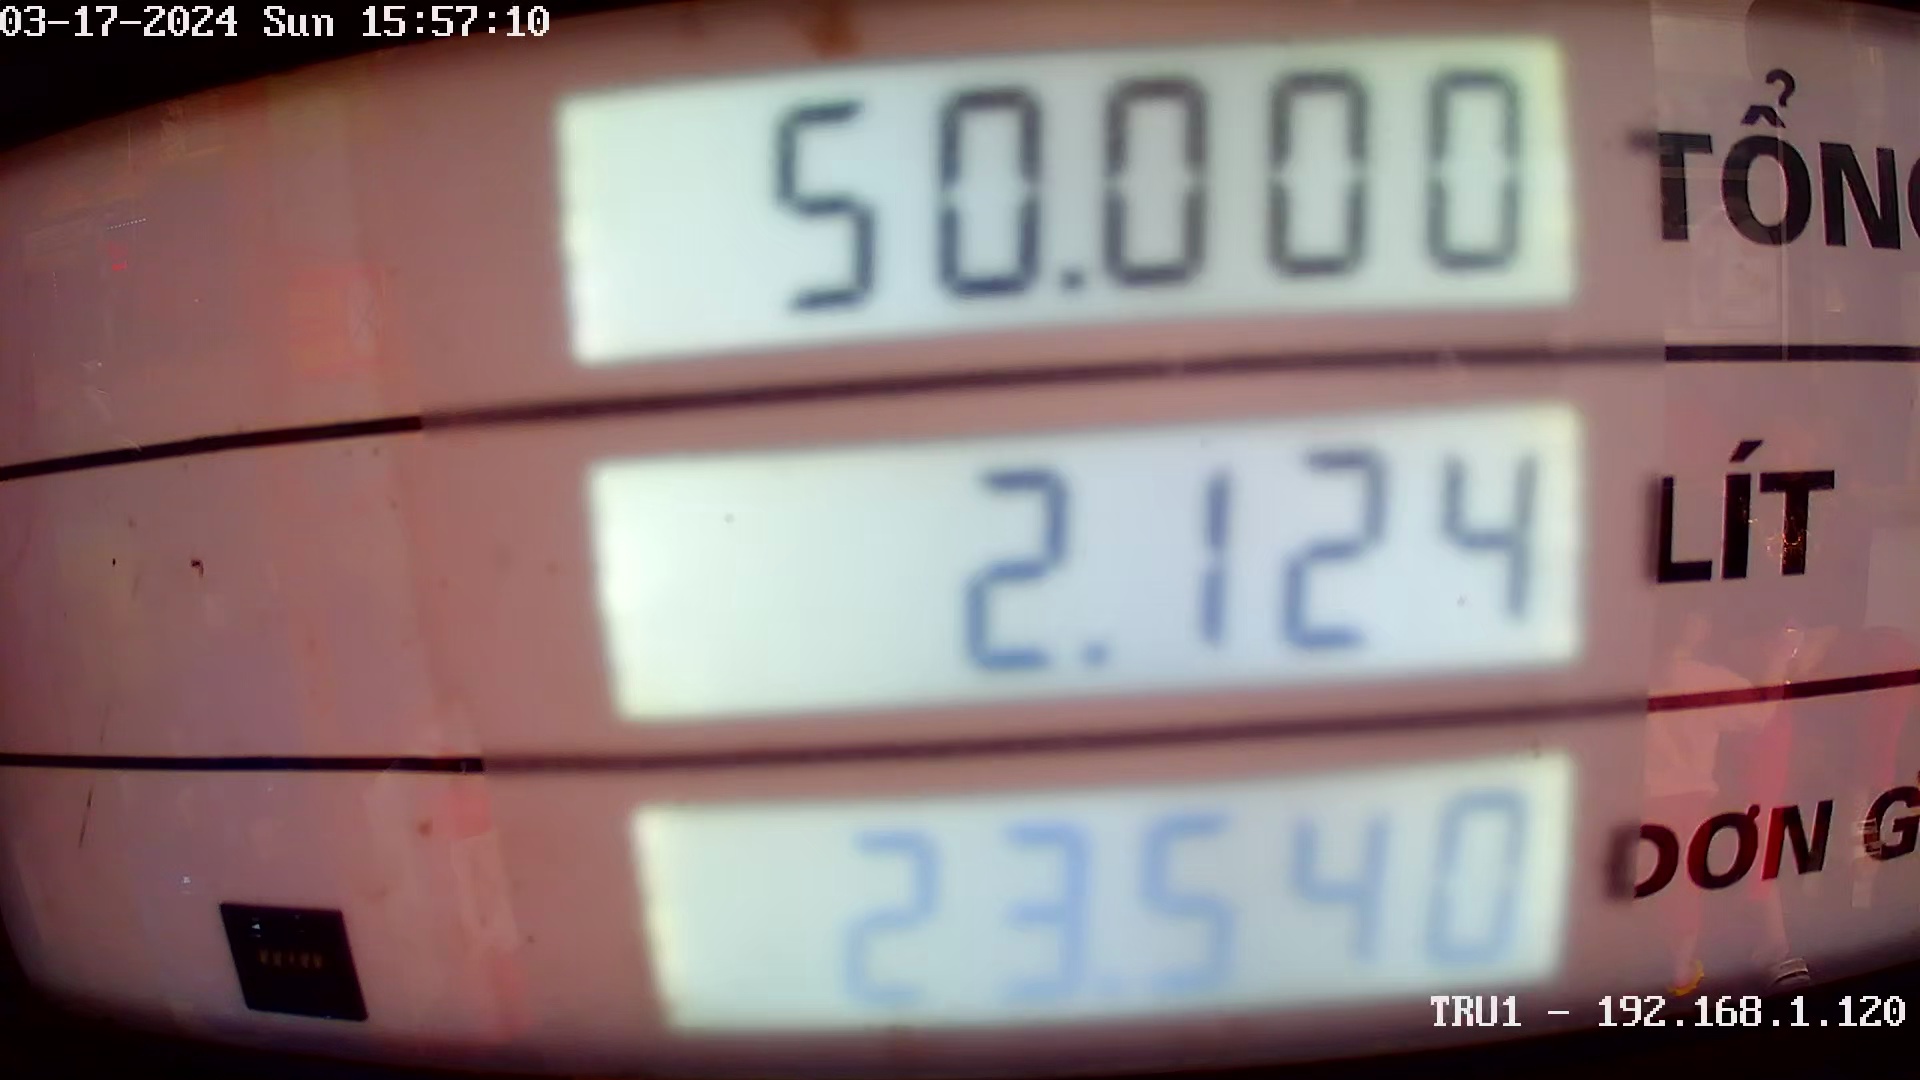 03-17-2024 Sun 15:57:10
50.000 TỔNG
2.124 LÍT
23.540 ĐƠN G
TRU1 - 192.168.1.120